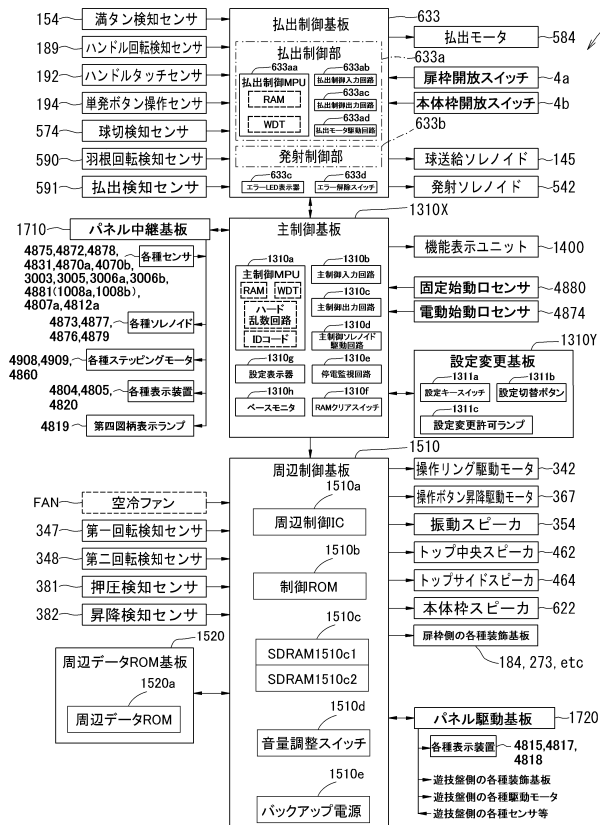 154 満タン検知センサ
189 ハンドル回転検知センサ
192 ハンドルタッチセンサ
194 単発ボタン操作センサ
574 球切検知センサ
590 羽根回転検知センサ
591 払出検知センサ
払出制御基板 633
払出制御部 633a
633aa
払出制御MPU
RAM
WDT
633ab
払出制御入力回路
633ac
払出制御出力回路
633ad
払出モータ駆動回路
633b
発射制御部
633c
エラーLED表示器
633d
エラー解除スイッチ
払出モータ 584
扉枠開放スイッチ 4a
本体枠開放スイッチ 4b
球送給ソレノイド 145
発射ソレノイド 542
1710 パネル中継基板
4875,4872,4878,
4831,4870a,4070b,
3003,3005,3006a,3006b,
4881(1008a,1008b),
4807a,4812a
各種センサ
4873,4877,
4876,4879
各種ソレノイド
4908,4909,
4860
各種ステッピングモータ
4804,4805,
4820
各種表示装置
4819 第四図柄表示ランプ
主制御基板 1310X
1310a
主制御MPU
RAM WDT
ハード
乱数回路
IDコード
1310b
主制御入力回路
1310c
主制御出力回路
1310d
主制御ソレノイド
駆動回路
1310g
設定表示器
1310e
停電監視回路
1310h
ベースモニタ
1310f
RAMクリアスイッチ
機能表示ユニット 1400
固定始動口センサ 4880
電動始動口センサ 4874
1310Y
設定変更基板
1311a
設定キースイッチ
1311b
設定切替ボタン
1311c
設定変更許可ランプ
1510
周辺制御基板
1510a
周辺制御IC
1510b
制御ROM
1510c
SDRAM1510c1
SDRAM1510c2
1510d
音量調整スイッチ
1510e
バックアップ電源
FAN 空冷ファン
347 第一回転検知センサ
348 第二回転検知センサ
381 押圧検知センサ
382 昇降検知センサ
1520
周辺データROM基板
1520a
周辺データROM
操作リング駆動モータ 342
操作ボタン昇降駆動モータ 367
振動スピーカ 354
トップ中央スピーカ 462
トップサイドスピーカ 464
本体枠スピーカ 622
扉枠側の各種装飾基板
184, 273, etc
パネル駆動基板 1720
各種表示装置 4815,4817,
4818
遊技盤側の各種装飾基板
遊技盤側の各種駆動モータ
遊技盤側の各種センサ等